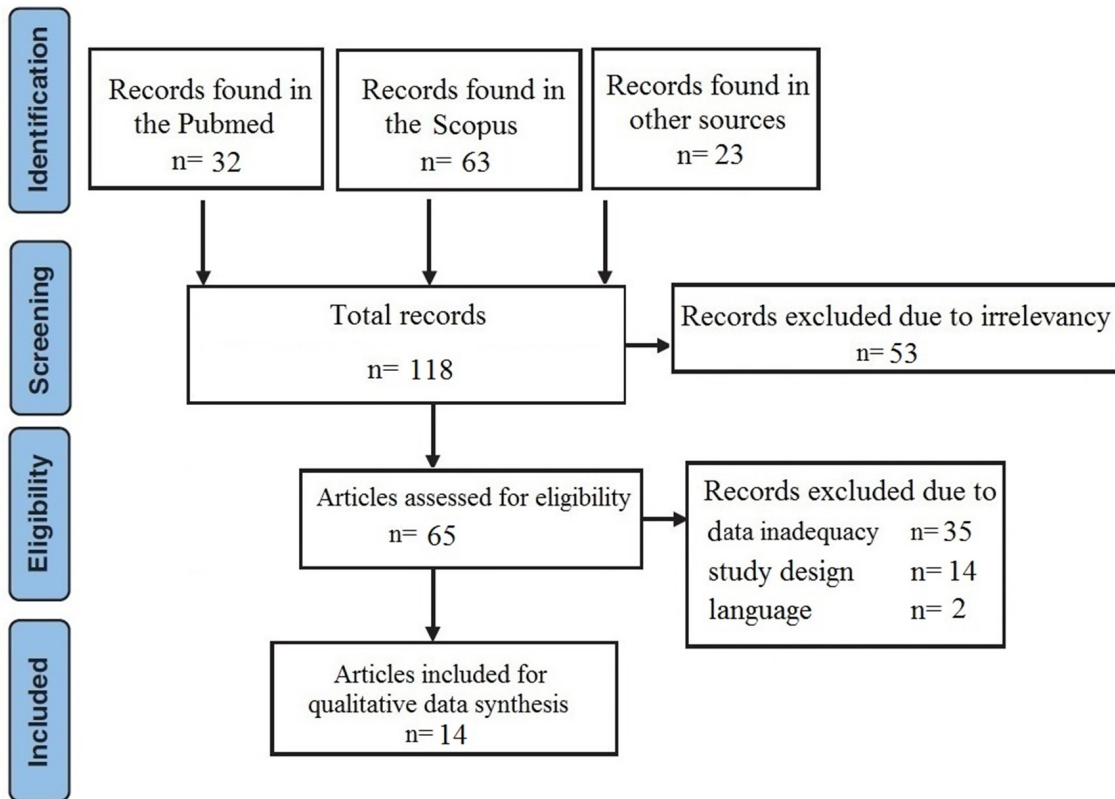 Identification
Records found in
the Pubmed
n= 32
Records found in
the Scopus
n= 63
Records found in
other sources
n= 23
Screening
Total records
n= 118
Records excluded due to irrelevancy
n= 53
Eligibility
Articles assessed for eligibility
n= 65
Records excluded due to
data inadequacy n= 35
study design n= 14
language n= 2
Included
Articles included for
qualitative data synthesis
n= 14